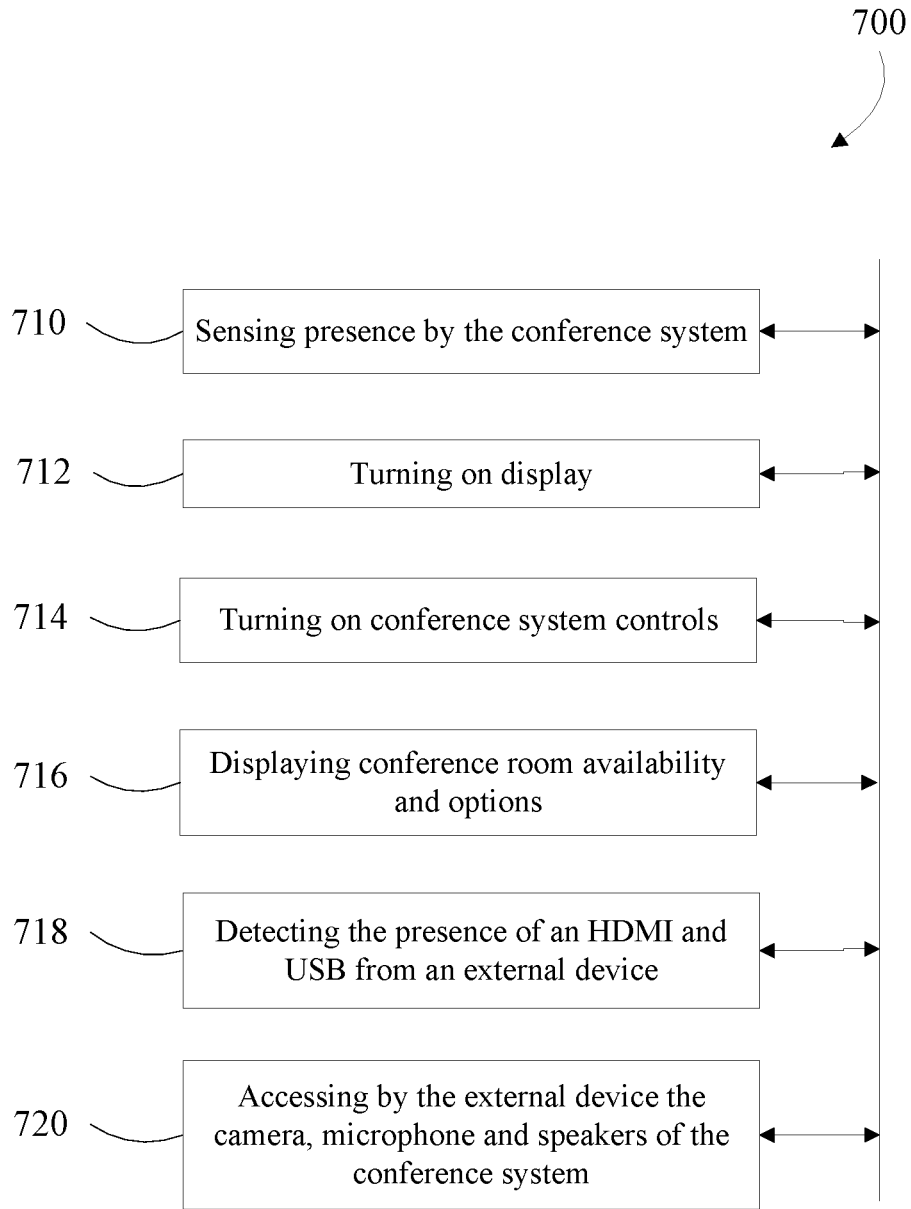 700
710
Sensing presence by the conference system
712
Turning on display
714
Turning on conference system controls
716
Displaying conference room availability
and options
718
Detecting the presence of an HDMI and
USB from an external device
720
Accessing by the external device the
camera, microphone and speakers of the
conference system